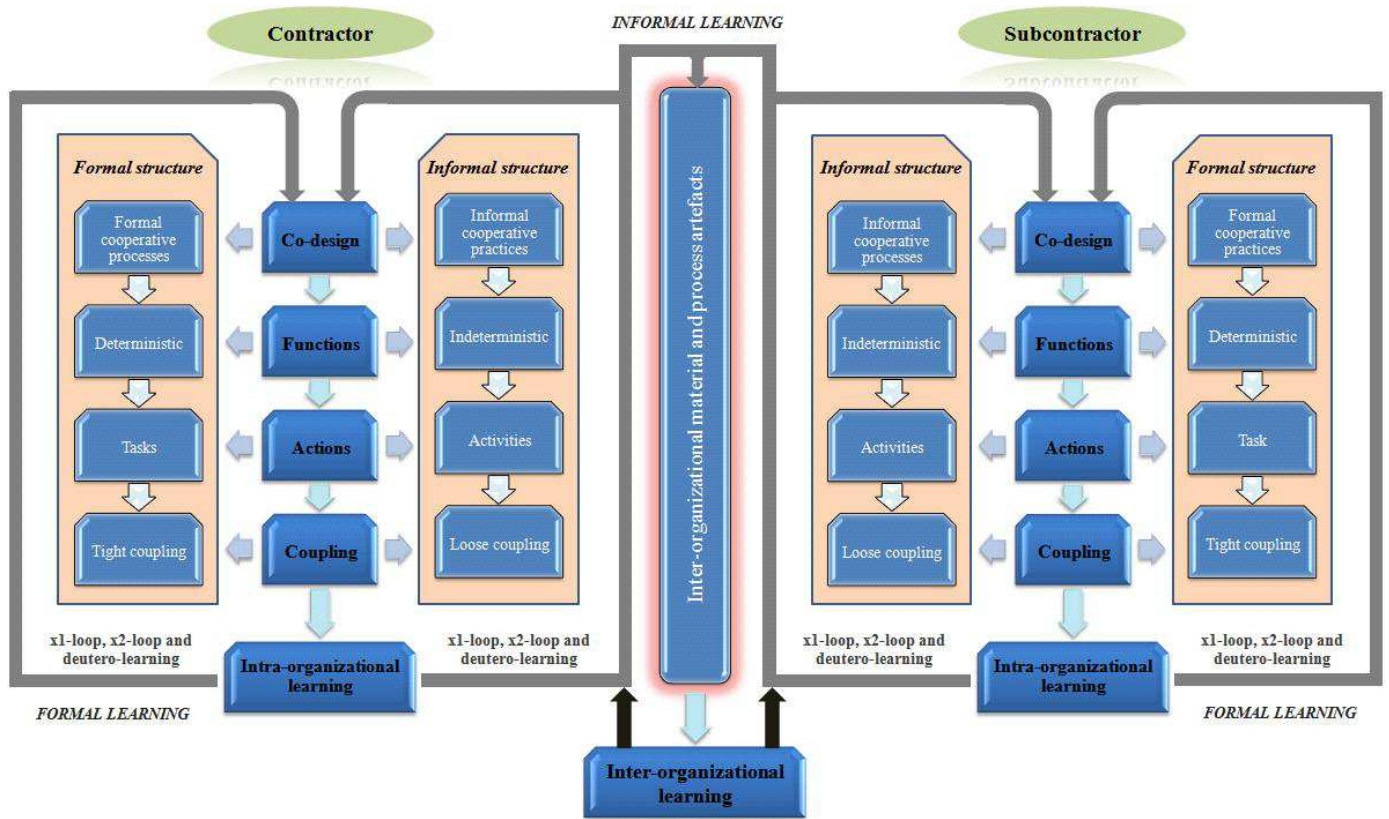 INFORMAL LEARNING
Contractor
Subcontractor
Formal structure
Formal
cooperative
processes
Deterministic
Tasks
Tight coupling
Co-design
Functions
Actions
Coupling
Informal structure
Informal
cooperative
practices
Indeterministic
Activities
Loose coupling
x1-loop, x2-loop and
deutero-learning
x1-loop, x2-loop and
deutero-learning
Intra-organizational
learning
FORMAL LEARNING
Inter-organizational material and process artefacts
Inter-organizational
learning
Informal structure
Informal
cooperative
processes
Indeterministic
Activities
Loose coupling
Co-design
Functions
Actions
Coupling
Formal structure
Formal
cooperative
practices
Deterministic
Task
Tight coupling
x1-loop, x2-loop and
deutero-learning
x1-loop, x2-loop and
deutero-learning
Intra-organizational
learning
FORMAL LEARNING